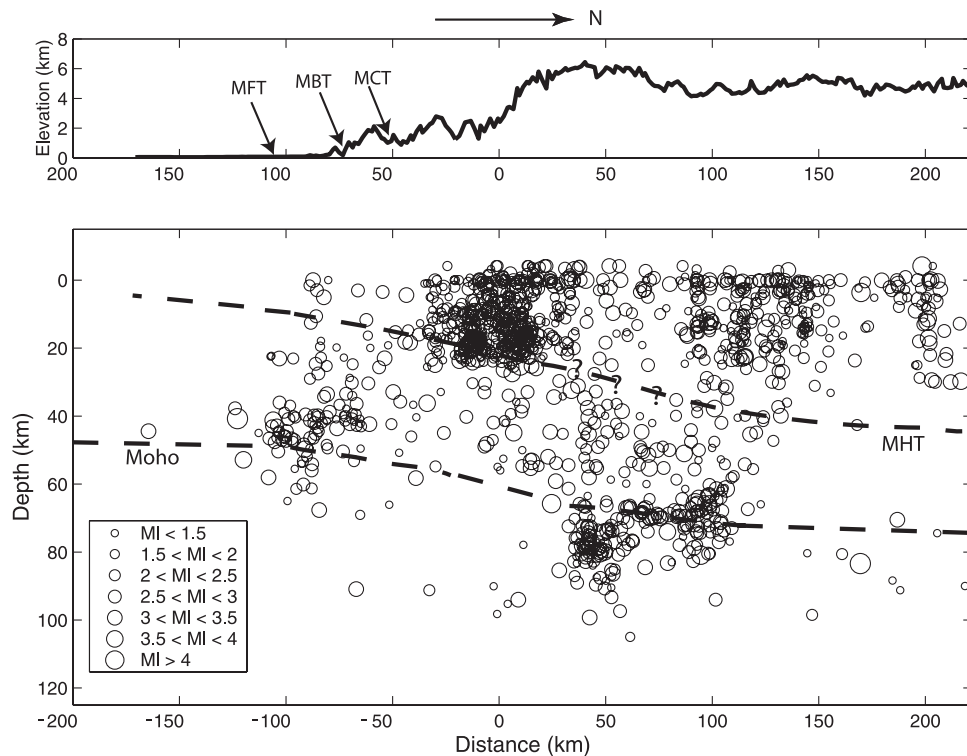 N
Elevation (km)
8
6
4
2
0
MFT
MBT
MCT
200
150
100
50
0
50
100
150
200
Depth (km)
0
20
40
60
80
100
120
?
?
?
MHT
Moho
Ml < 1.5
1.5 < Ml < 2
2 < Ml < 2.5
2.5 < Ml < 3
3 < Ml < 3.5
3.5 < Ml < 4
Ml > 4
−200
−150
−100
−50
0
50
100
150
200
Distance (km)